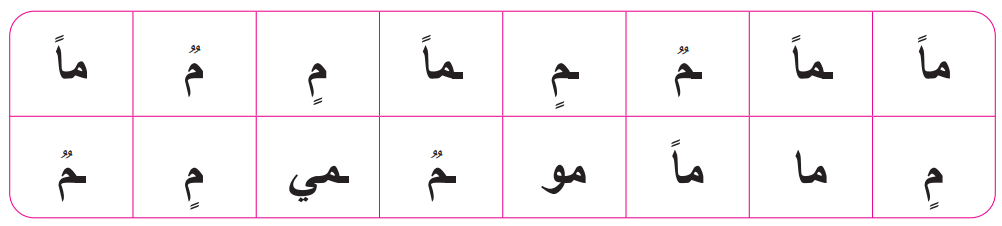 ماً ـماً ـمٌ ـمٍ ـماً مٍ مٌ ماً
مٍ ما ماً مو ـمٌ ـمي مٍ ـمٌ